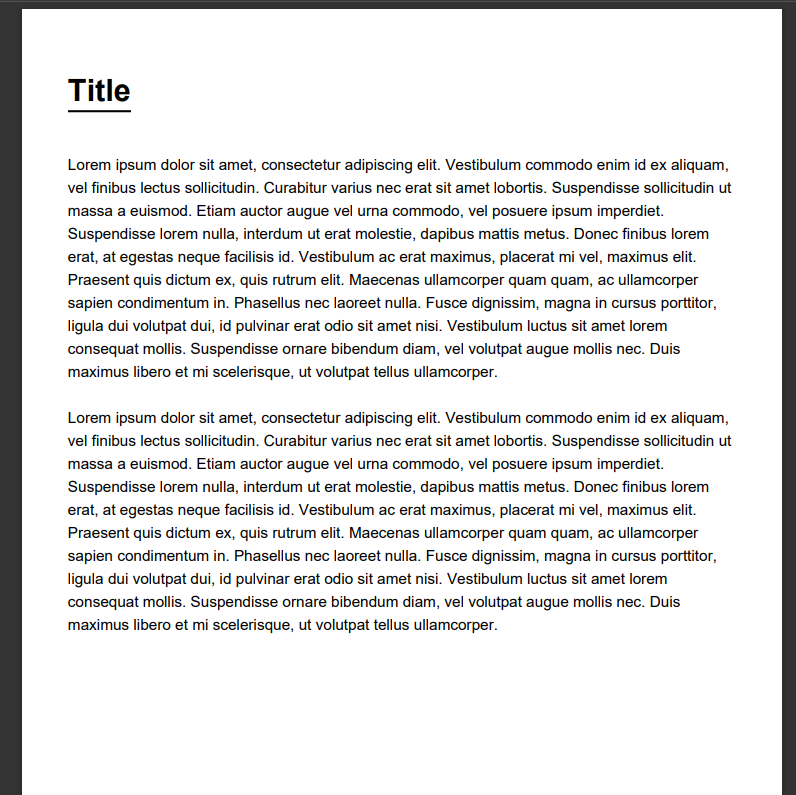 Title
Lorem ipsum dolor sit amet, consectetur adipiscing elit. Vestibulum commodo enim id ex aliquam,
vel finibus lectus sollicitudin. Curabitur varius nec erat sit amet lobortis. Suspendisse sollicitudin ut
massa a euismod. Etiam auctor augue vel urna commodo, vel posuere ipsum imperdiet.
Suspendisse lorem nulla, interdum ut erat molestie, dapibus mattis metus. Donec finibus lorem
erat, at egestas neque facilisis id. Vestibulum ac erat maximus, placerat mi vel, maximus elit.
Praesent quis dictum ex, quis rutrum elit. Maecenas ullamcorper quam quam, ac ullamcorper
sapien condimentum in. Phasellus nec laoreet nulla. Fusce dignissim, magna in cursus porttitor,
ligula dui volutpat dui, id pulvinar erat odio sit amet nisi. Vestibulum luctus sit amet lorem
consequat mollis. Suspendisse ornare bibendum diam, vel volutpat augue mollis nec. Duis
maximus libero et mi scelerisque, ut volutpat tellus ullamcorper.
Lorem ipsum dolor sit amet, consectetur adipiscing elit. Vestibulum commodo enim id ex aliquam,
vel finibus lectus sollicitudin. Curabitur varius nec erat sit amet lobortis. Suspendisse sollicitudin ut
massa a euismod. Etiam auctor augue vel urna commodo, vel posuere ipsum imperdiet.
Suspendisse lorem nulla, interdum ut erat molestie, dapibus mattis metus. Donec finibus lorem
erat, at egestas neque facilisis id. Vestibulum ac erat maximus, placerat mi vel, maximus elit.
Praesent quis dictum ex, quis rutrum elit. Maecenas ullamcorper quam quam, ac ullamcorper
sapien condimentum in. Phasellus nec laoreet nulla. Fusce dignissim, magna in cursus porttitor,
ligula dui volutpat dui, id pulvinar erat odio sit amet nisi. Vestibulum luctus sit amet lorem
consequat mollis. Suspendisse ornare bibendum diam, vel volutpat augue mollis nec. Duis
maximus libero et mi scelerisque, ut volutpat tellus ullamcorper.